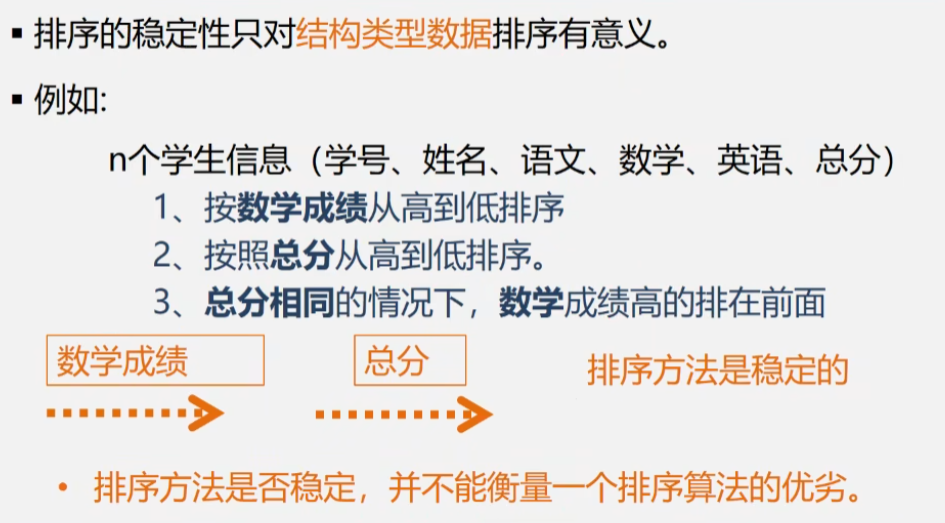 ▪ 排序的稳定性只对结构类型数据排序有意义。
▪ 例如:
n个学生信息（学号、姓名、语文、数学、英语、总分）
1、按数学成绩从高到低排序
2、按照总分从高到低排序。
3、总分相同的情况下，数学成绩高的排在前面
数学成绩 总分 排序方法是稳定的
• 排序方法是否稳定，并不能衡量一个排序算法的优劣。